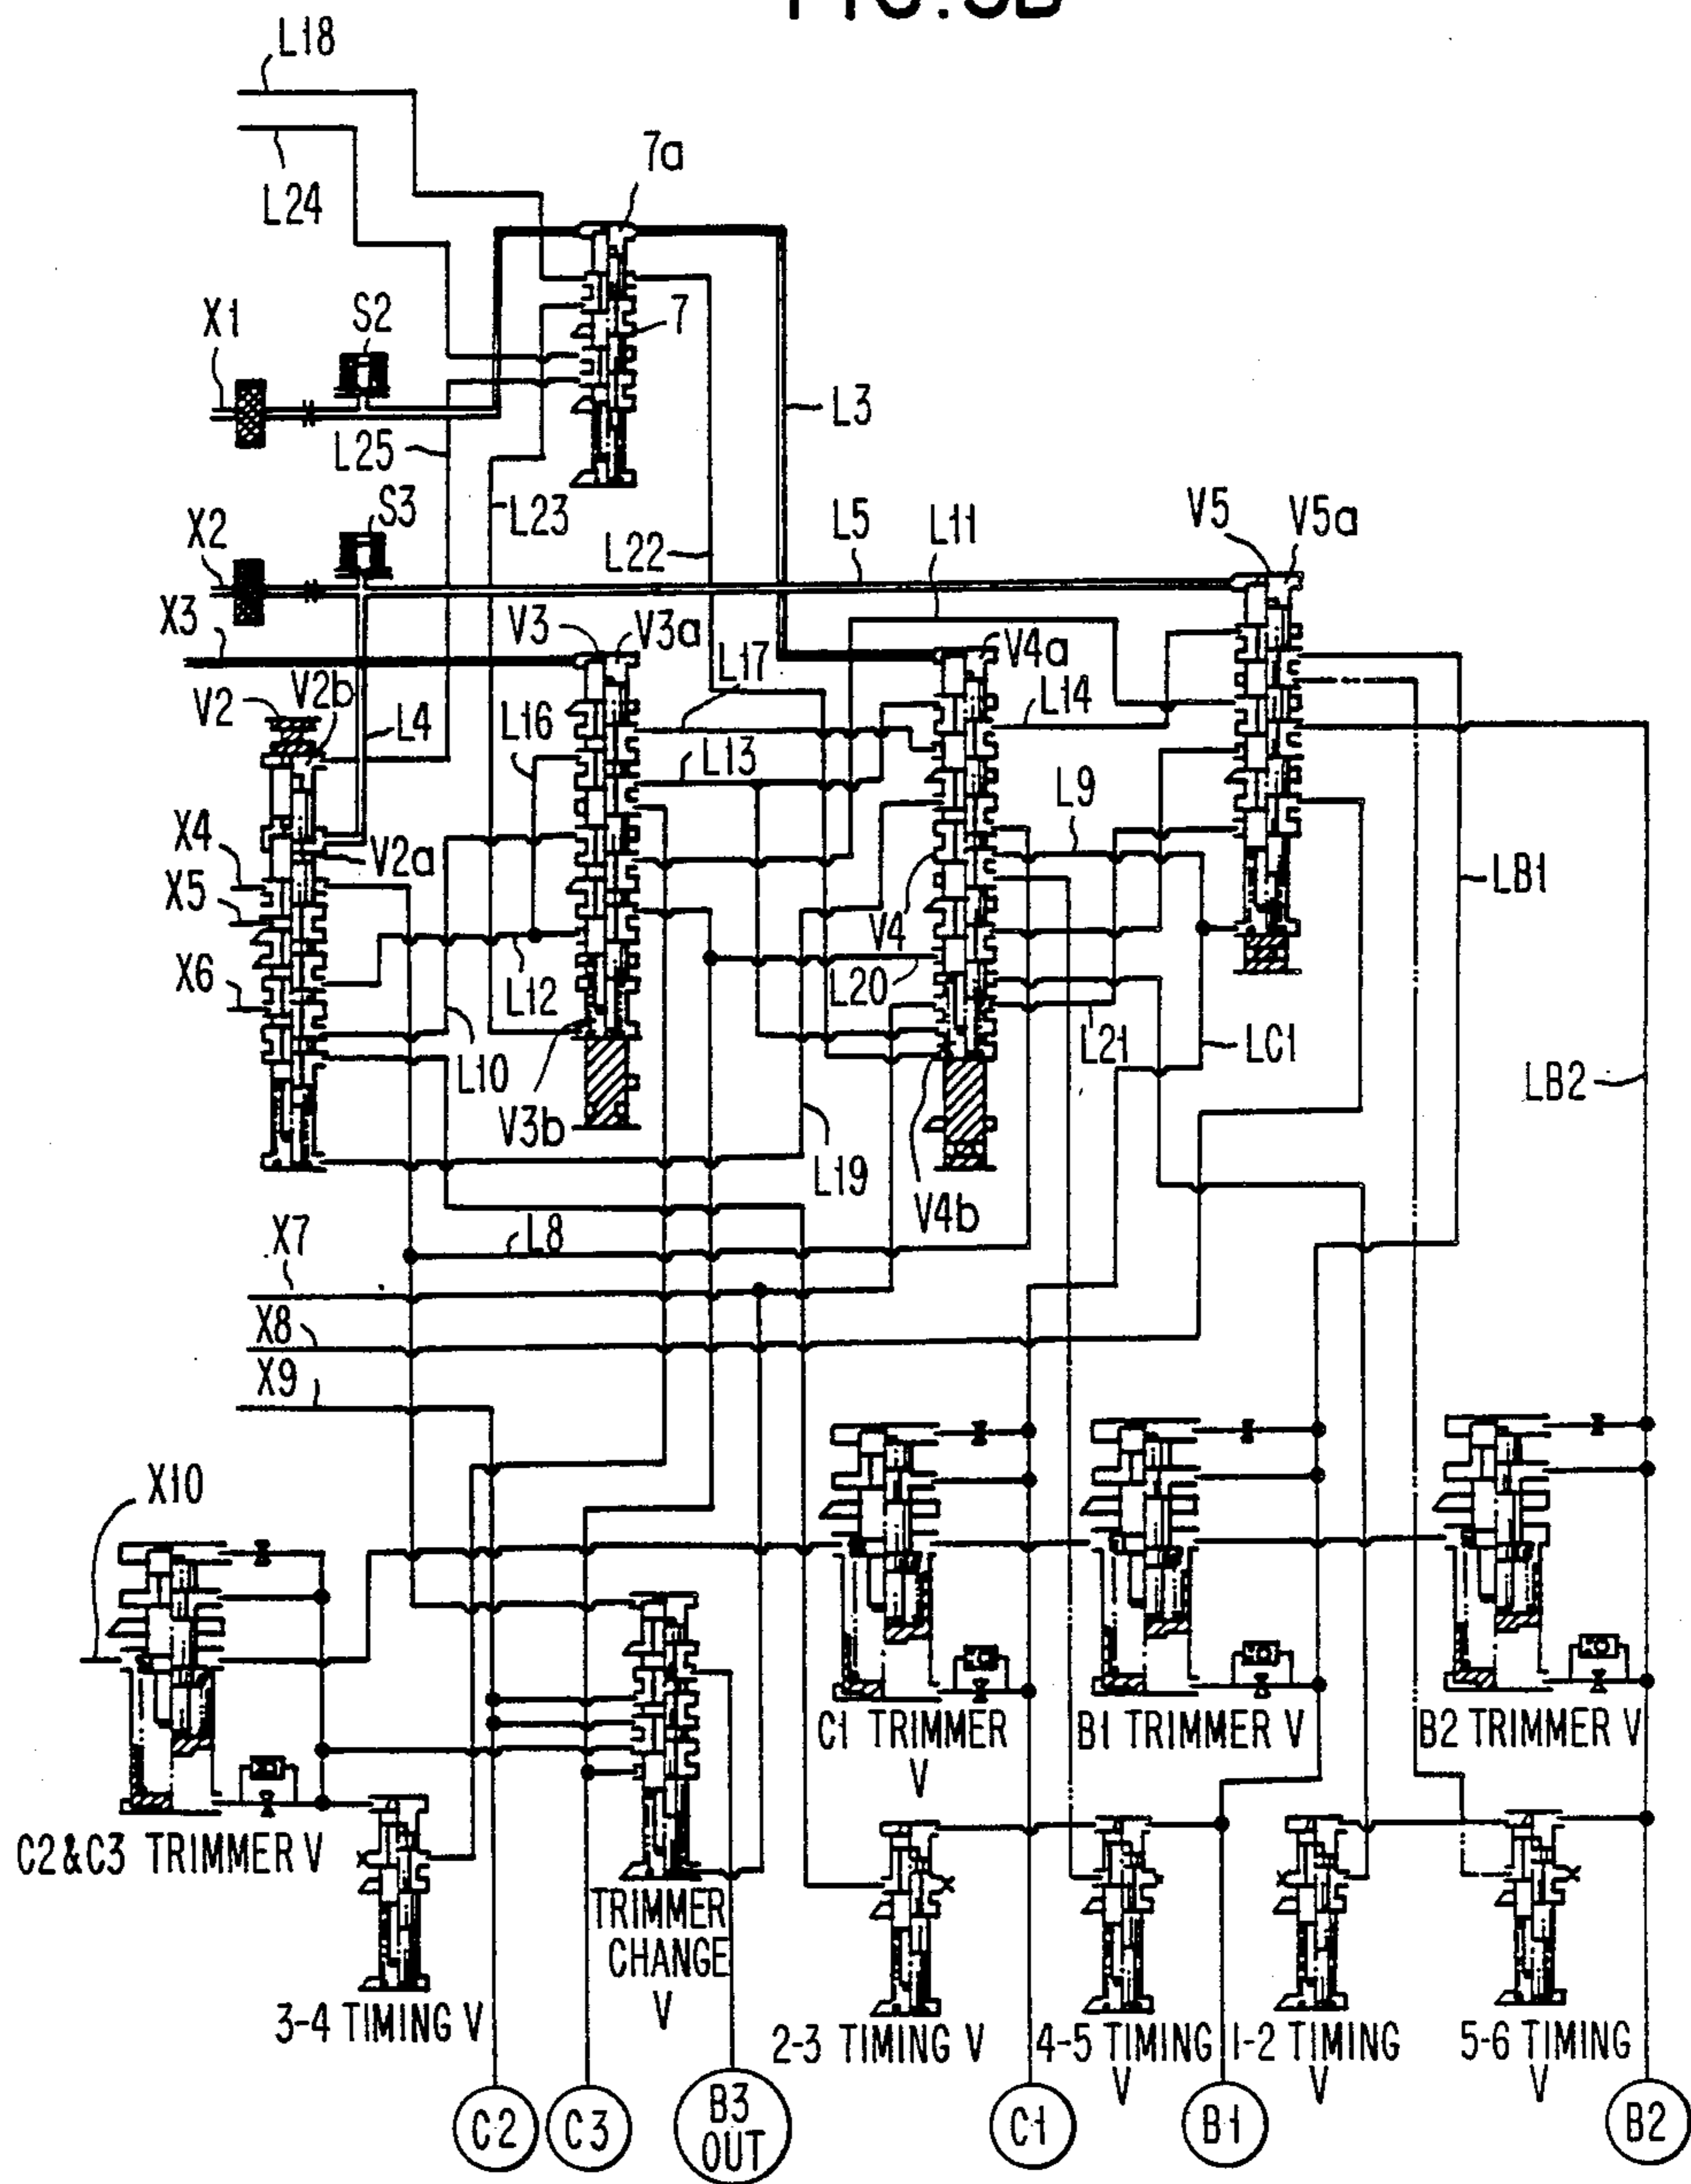 FIG. 5B
L18
7a
L24
7
X1
S2
L3
L25
S3
L23
L5
L11
V5
V5a
X2
L22
X3
V3
V3a
L17
V4a
V2
V2b
L4
L16
L14
L13
L9
X4
V2a
X5
LB1
V4
X6
L12
L20
L10
L21
LC1
LB2
V3b
L19
V4b
X7
L8
X8
X9
X10
C1 TRIMMER
V
B1 TRIMMER V
B2 TRIMMER V
C2&C3 TRIMMER V
TRIMMER
CHANGE
V
3-4 TIMING V
2-3 TIMING V
4-5 TIMING
V
1-2 TIMING
V
5-6 TIMING
V
C2
C3
B3
OUT
C1
B1
B2